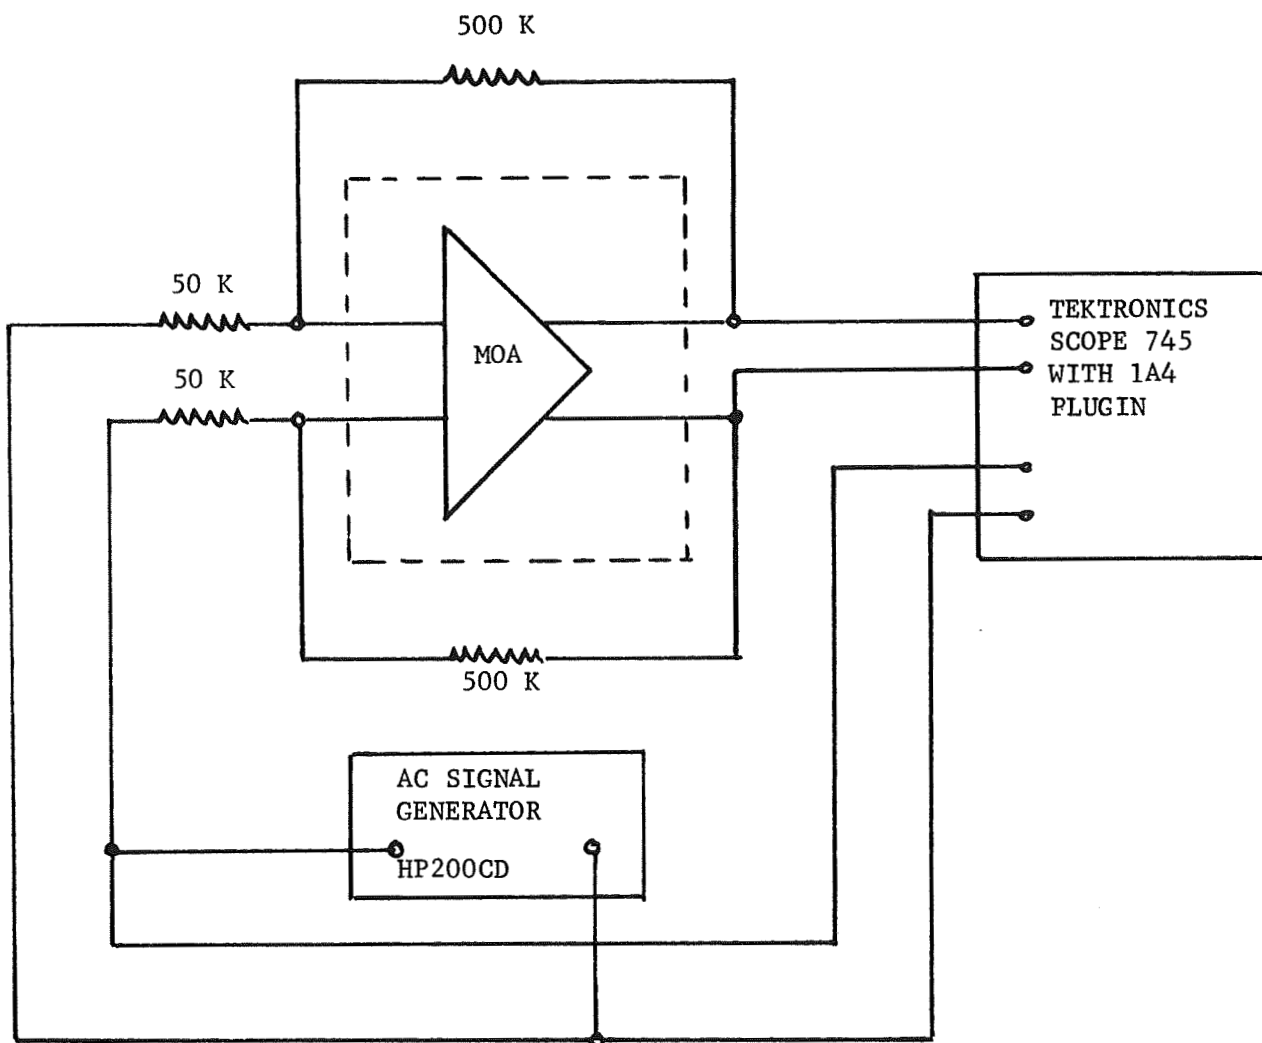 500 K
50 K
50 K
MOA
TEKTRONICS
SCOPE 745
WITH 1A4
PLUGIN
500 K
AC SIGNAL
GENERATOR
HP200CD